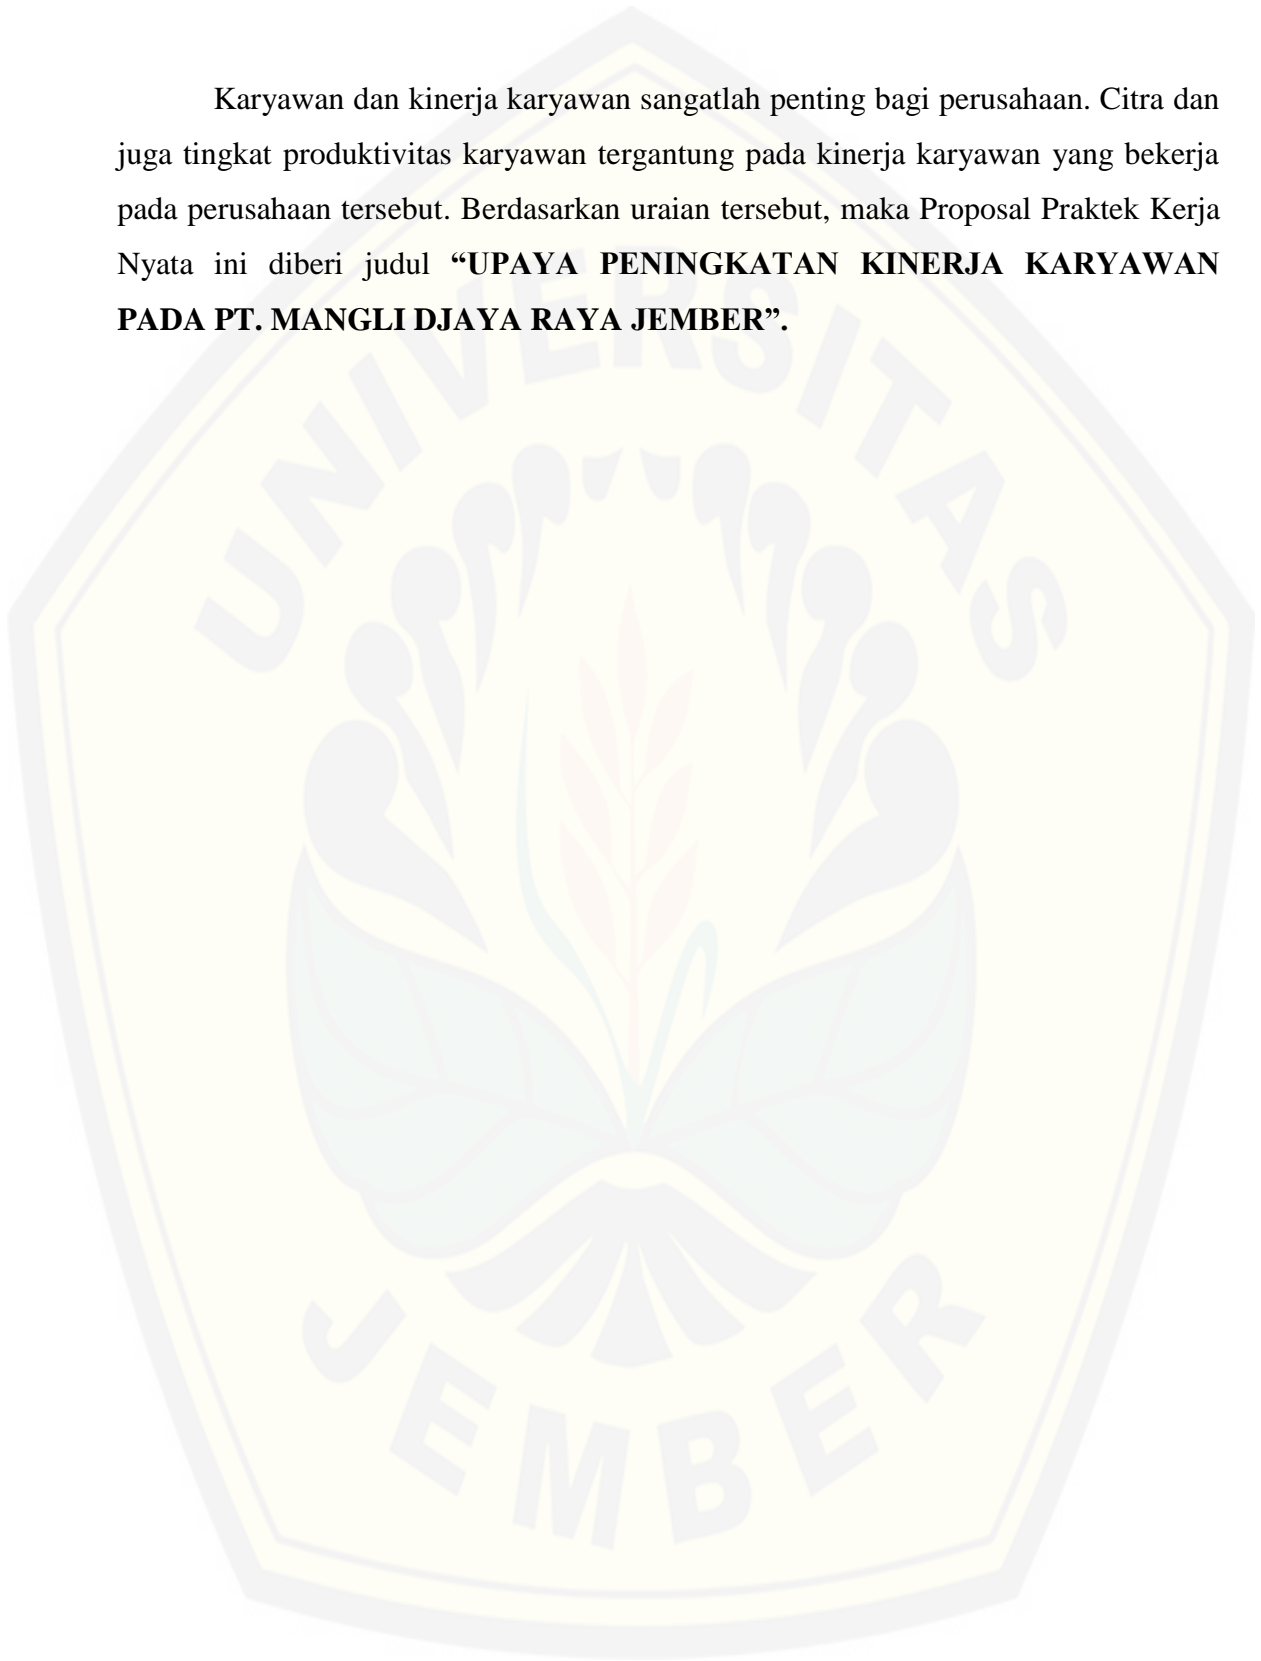 Karyawan dan kinerja karyawan sangatlah penting bagi perusahaan. Citra dan
juga tingkat produktivitas karyawan tergantung pada kinerja karyawan yang bekerja
pada perusahaan tersebut. Berdasarkan uraian tersebut, maka Proposal Praktek Kerja
Nyata ini diberi judul “UPAYA PENINGKATAN KINERJA KARYAWAN
PADA PT. MANGLI DJAYA RAYA JEMBER”.
UNIVERSITAS
JEMBER